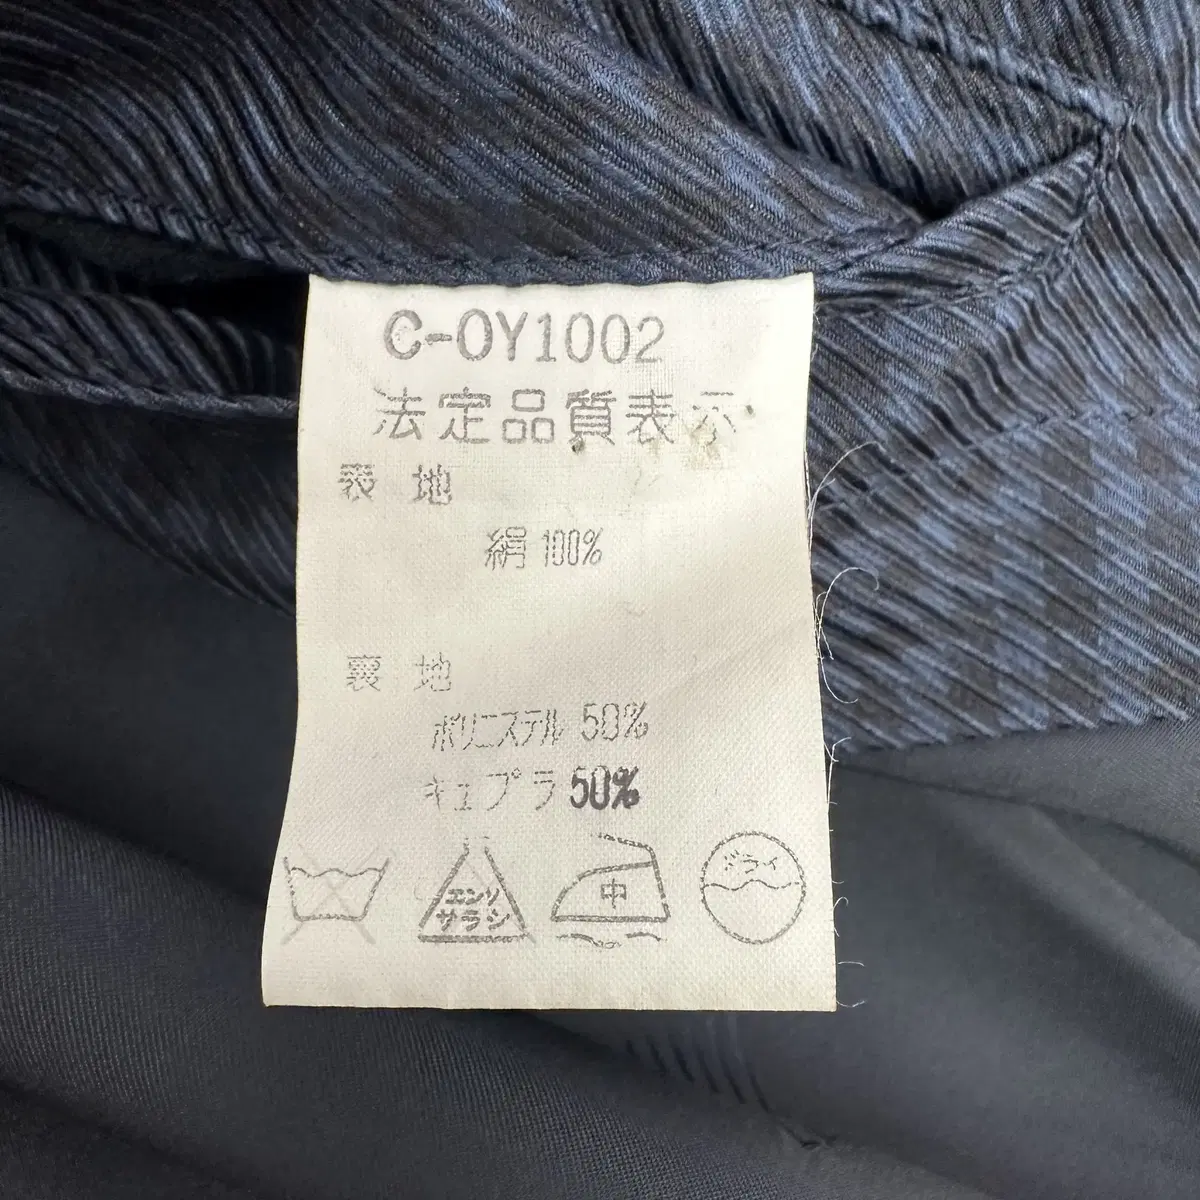 C-OY1002
法定品質表示
表地
絹 100%
裏地
ポリエステル 50%
キュプラ 50%
エンソ
サラシ
中
ドライ